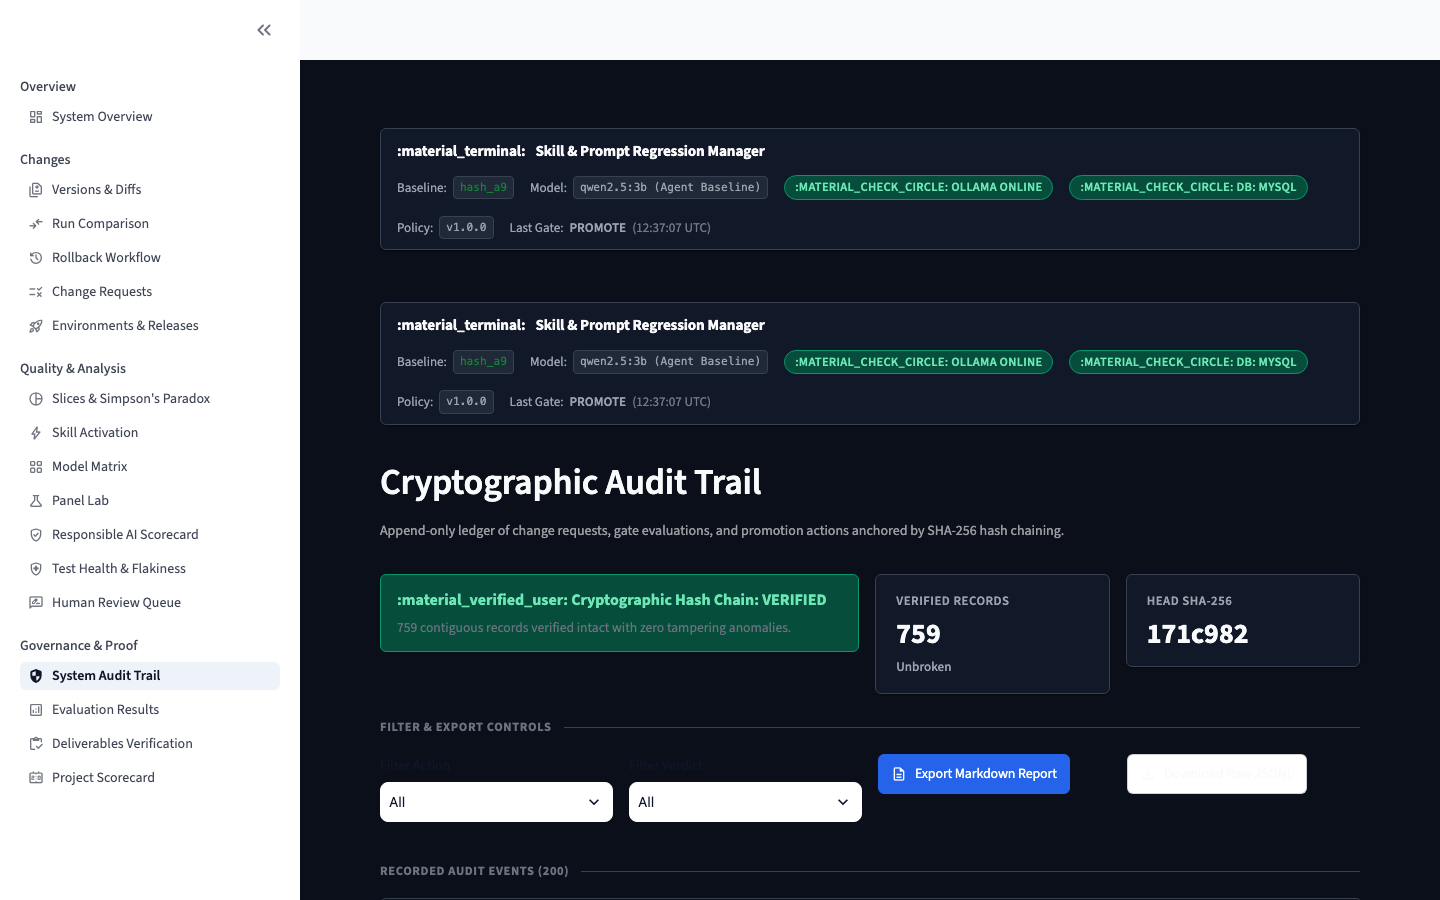 Overview
System Overview
Changes
Versions & Diffs
Run Comparison
Rollback Workflow
Change Requests
Environments & Releases
Quality & Analysis
Slices & Simpson's Paradox
Skill Activation
Model Matrix
Panel Lab
Responsible AI Scorecard
Test Health & Flakiness
Human Review Queue
Governance & Proof
System Audit Trail
Evaluation Results
Deliverables Verification
Project Scorecard
:material_terminal: Skill & Prompt Regression Manager
Baseline: hash_a9 Model: qwen2.5:3b (Agent Baseline) :MATERIAL_CHECK_CIRCLE: OLLAMA ONLINE :MATERIAL_CHECK_CIRCLE: DB: MYSQL
Policy: v1.0.0 Last Gate: PROMOTE (12:37:07 UTC)
:material_terminal: Skill & Prompt Regression Manager
Baseline: hash_a9 Model: qwen2.5:3b (Agent Baseline) :MATERIAL_CHECK_CIRCLE: OLLAMA ONLINE :MATERIAL_CHECK_CIRCLE: DB: MYSQL
Policy: v1.0.0 Last Gate: PROMOTE (12:37:07 UTC)
Cryptographic Audit Trail
Append-only ledger of change requests, gate evaluations, and promotion actions anchored by SHA-256 hash chaining.
:material_verified_user: Cryptographic Hash Chain: VERIFIED
759 contiguous records verified intact with zero tampering anomalies.
VERIFIED RECORDS
759
Unbroken
HEAD SHA-256
171c982
FILTER & EXPORT CONTROLS
Filter Action
All
Filter Verdict
All
Export Markdown Report
Download Raw JSONL
RECORDED AUDIT EVENTS (200)